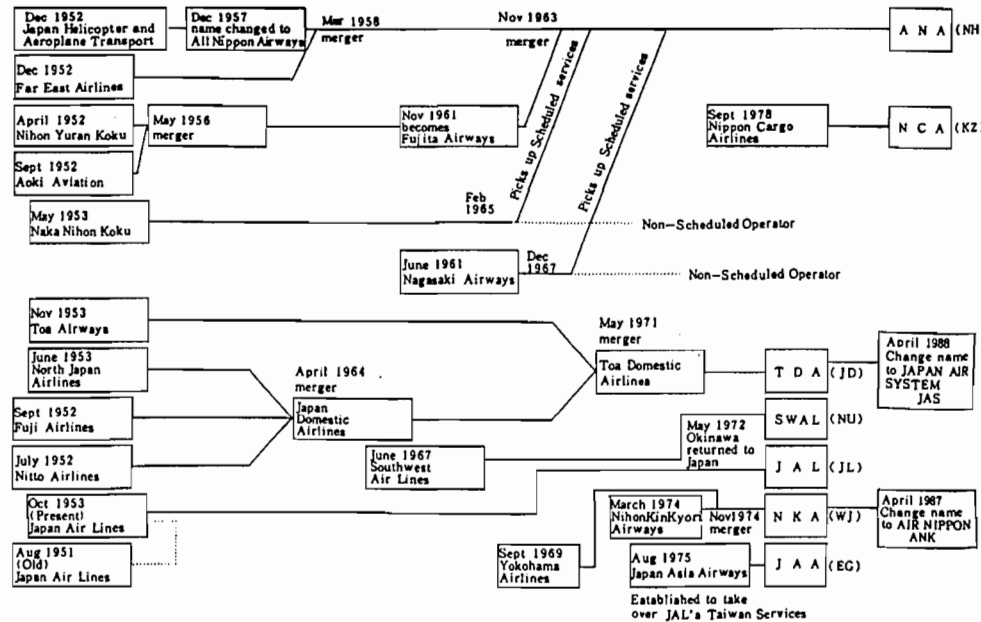 Dec 1952
Japan Helicopter and
Aeroplane Transport
Dec 1957
name changed to
All Nippon Airways
Mar 1958
merger
Nov 1963
merger
A N A
(NH
Dec 1952
Far East Airlines
Picks up Scheduled services
Picks up Scheduled services
April 1952
Nihon Yuran Koku
May 1956
merger
Nov 1961
becomes
Fujita Airways
Sept 1978
Nippon Cargo
Airlines
N C A
(KZ)
Sept 1952
Aoki Aviation
May 1953
Naka Nihon Koku
Feb
1965
Non-Scheduled Operator
June 1961
Nagasaki Airways
Dec
1967
Non-Scheduled Operator
Nov 1953
Toa Airways
May 1971
merger
June 1953
North Japan
Airlines
April 1964
merger
Toa Domestic
Airlines
T D A
(JD)
April 1988
Change name
to JAPAN AIR
SYSTEM
JAS
Sept 1952
Fuji Airlines
Japan
Domestic
Airlines
SWAL
(NU)
July 1952
Nitto Airlines
June 1967
Southwest
Air Lines
May 1972
Okinawa
returned to
Japan
J A L
(JL)
Oct 1953
(Present)
Japan Air Lines
March 1974
NihonKinKyori
Airways
Nov1974
merger
N K A
(WJ)
April 1987
Change name
to AIR NIPPON
ANK
Aug 1951
(Old)
Japan Air Lines
Sept 1969
Yokohama
Airlines
Aug 1975
Japan Asia Airways
J A A
(EG)
Established to take
over JAL'a Taiwan Services